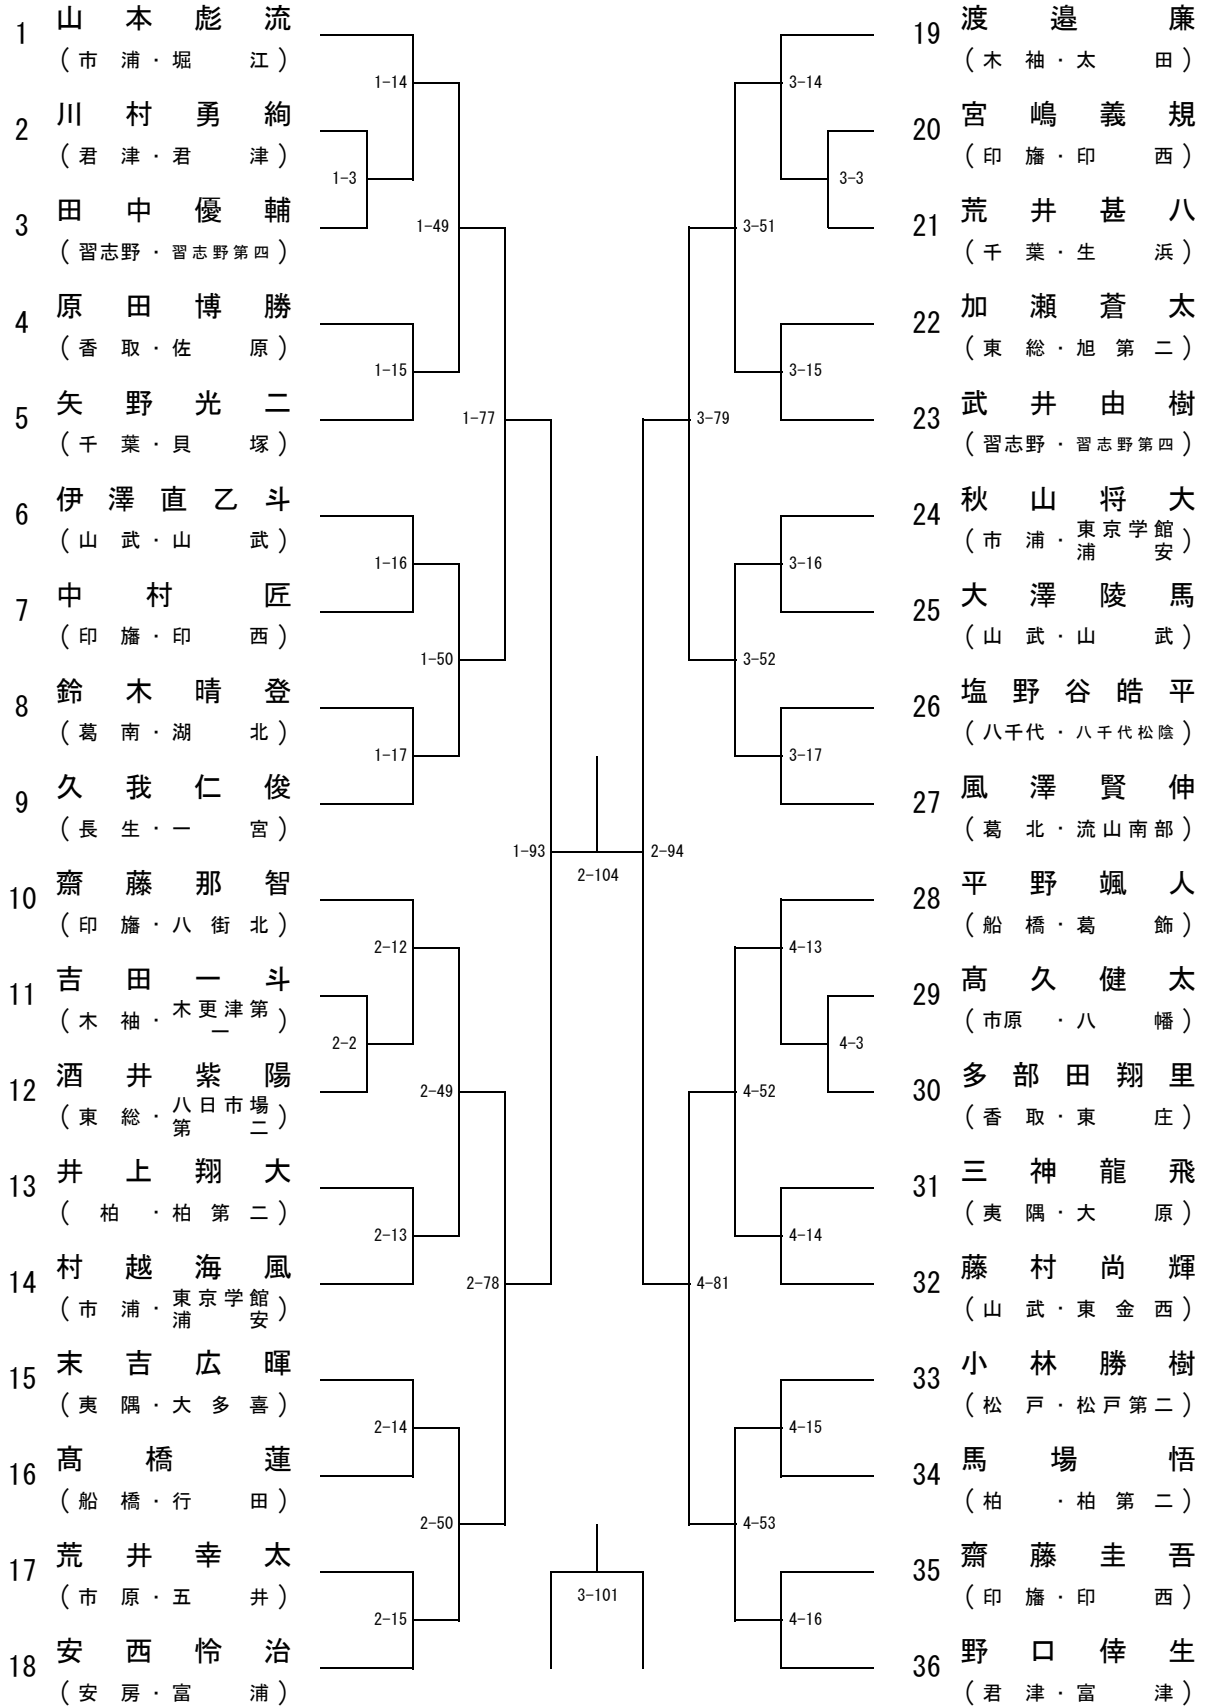 1 山本彪流
（市浦・堀江）
2 川村勇絢
（君津・君津）
3 田中優輔
（習志野・習志野第四）
4 原田博勝
（香取・佐原）
5 矢野光二
（千葉・貝塚）
6 伊澤直乙斗
（山武・山武）
7 中村匠
（印旛・印西）
8 鈴木晴登
（葛南・湖北）
9 久我仁俊
（長生・一宮）
10 齋藤那智
（印旛・八街北）
11 吉田一斗
（木袖・木更津第一）
12 酒井紫陽
（東総・八日市場第二）
13 井上翔大
（柏・柏第二）
14 村越海風
（市浦・東京学館浦安）
15 末吉広暉
（夷隅・大多喜）
16 髙橋蓮
（船橋・行田）
17 荒井幸太
（市原・五井）
18 安西怜治
（安房・富浦）
1-14
1-3
1-49
1-15
1-77
1-16
1-50
1-17
1-93
2-12
2-2
2-49
2-13
2-78
2-14
2-50
2-15
2-104
3-101
3-14
3-3
3-51
3-15
3-79
3-16
3-52
3-17
2-94
4-13
4-3
4-52
4-14
4-81
4-15
4-53
4-16
19 渡邉廉
（木袖・太田）
20 宮嶋義規
（印旛・印西）
21 荒井甚八
（千葉・生浜）
22 加瀬蒼太
（東総・旭第二）
23 武井由樹
（習志野・習志野第四）
24 秋山将大
（市浦・東京学館浦安）
25 大澤陵馬
（山武・山武）
26 塩野谷皓平
（八千代・八千代松陰）
27 風澤賢伸
（葛北・流山南部）
28 平野颯人
（船橋・葛飾）
29 髙久健太
（市原・八幡）
30 多部田翔里
（香取・東庄）
31 三神龍飛
（夷隅・大原）
32 藤村尚輝
（山武・東金西）
33 小林勝樹
（松戸・松戸第二）
34 馬場悟
（柏・柏第二）
35 齋藤圭吾
（印旛・印西）
36 野口倖生
（君津・富津）